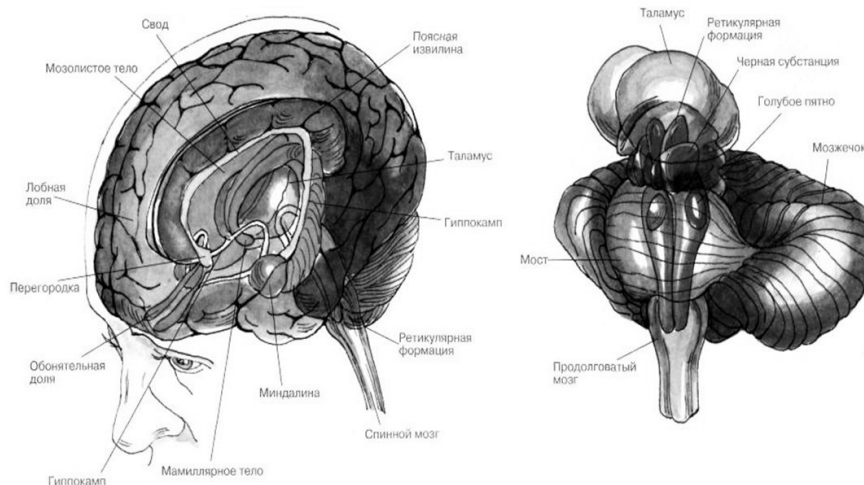 Свод
Мозолистое тело
Поясная
извилина
Таламус
Лобная
доля
Гиппокамп
Перегородка
Ретикулярная
формация
Обонятельная
доля
Миндалина
Спинной мозг
Мамиллярное тело
Гиппокамп
Таламус
Ретикулярная
формация
Черная субстанция
Голубое пятно
Мозжечок
Мост
Продолговатый
мозг